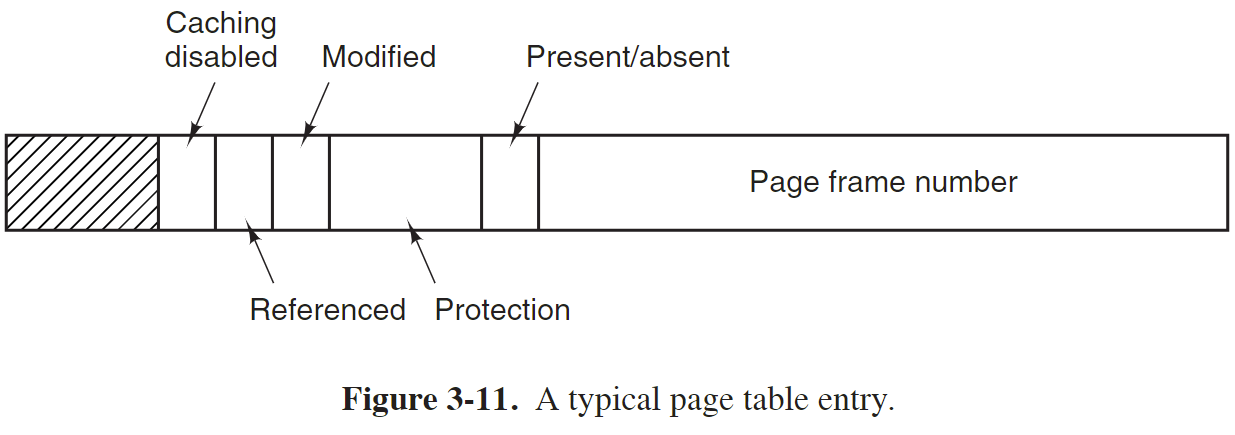 Caching
disabled
Modified
Present/absent
Page frame number
Referenced
Protection
Figure 3-11. A typical page table entry.